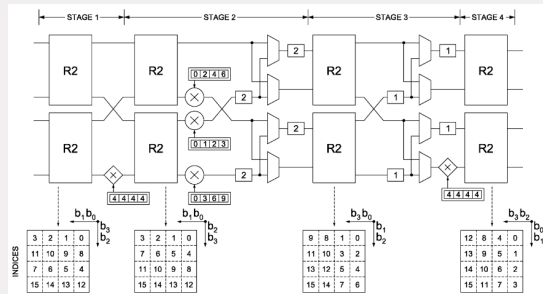 STAGE 1 STAGE 2 STAGE 3 STAGE 4
R2 R2 R2 R2
0 2 4 6
2 2 1 1
0 1 2 3
R2 R2 R2 R2
2 2 1 1
4 4 4 4
0 3 6 9
4 4 4 4
INDICES
b1 b0 b3 b2
3 2 1 0
11 10 9 8
7 6 5 4
15 14 13 12
b1 b0 b2 b3
3 2 1 0
7 6 5 4
11 10 9 8
15 14 13 12
b3 b0 b1 b2
9 8 1 0
11 10 3 2
13 12 5 4
15 14 7 6
b3 b2 b0 b1
12 8 4 0
13 9 5 1
14 10 6 2
15 11 7 3